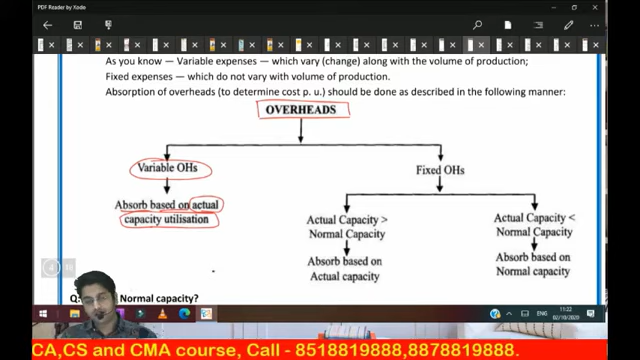 PDF Reader by Xodo
As you know — Variable expenses — which vary (change) along with the volume of production;
Fixed expenses — which do not vary with volume of production.
Absorption of overheads (to determine cost p. u.) should be done as described in the following manner:
OVERHEADS
Variable OHs
Fixed OHs
Absorb based on actual
capacity utilisation
Actual Capacity >
Normal Capacity
Actual Capacity <
Normal Capacity
Absorb based on
Actual capacity
Absorb based on
Normal capacity
Normal capacity?
ENG
11:22
02/10/2020
CA,CS and CMA course, Call - 8518819888,8878819888.